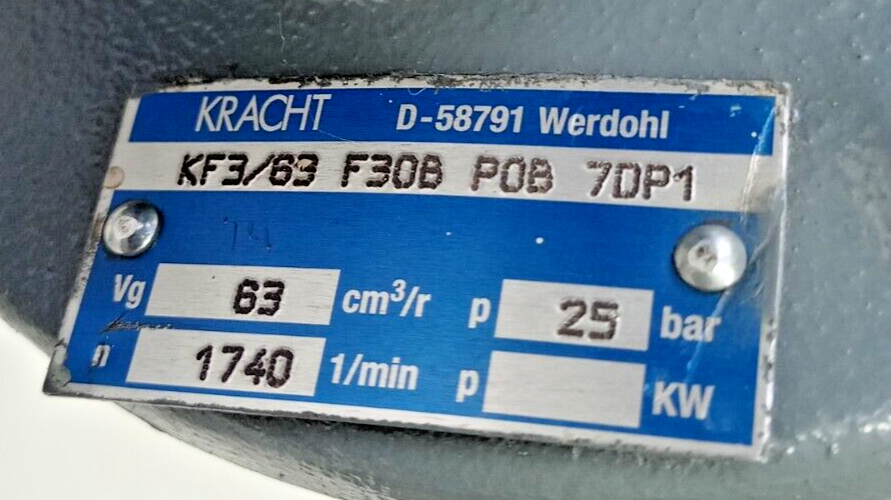 KRACHT D-58791 Werdohl
KF3/63 F30B P0B 7DP1
Vg 63 cm³/r p 25 bar
n 1740 1/min p KW